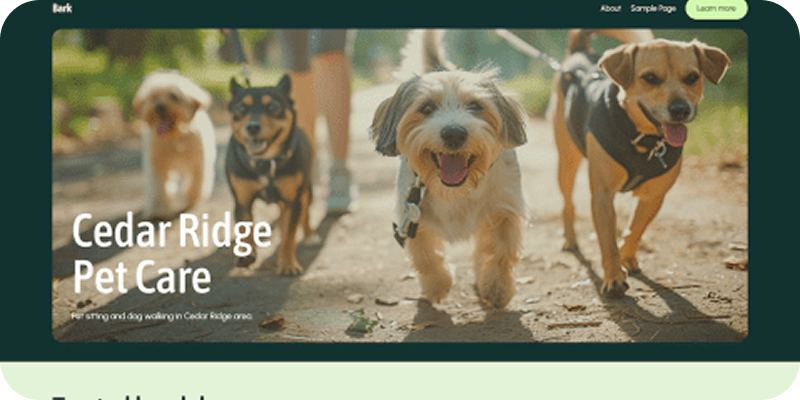 Bark
About Sample Page Learn more
Cedar Ridge
Pet Care
Pet sitting and dog walking in Cedar Ridge area.